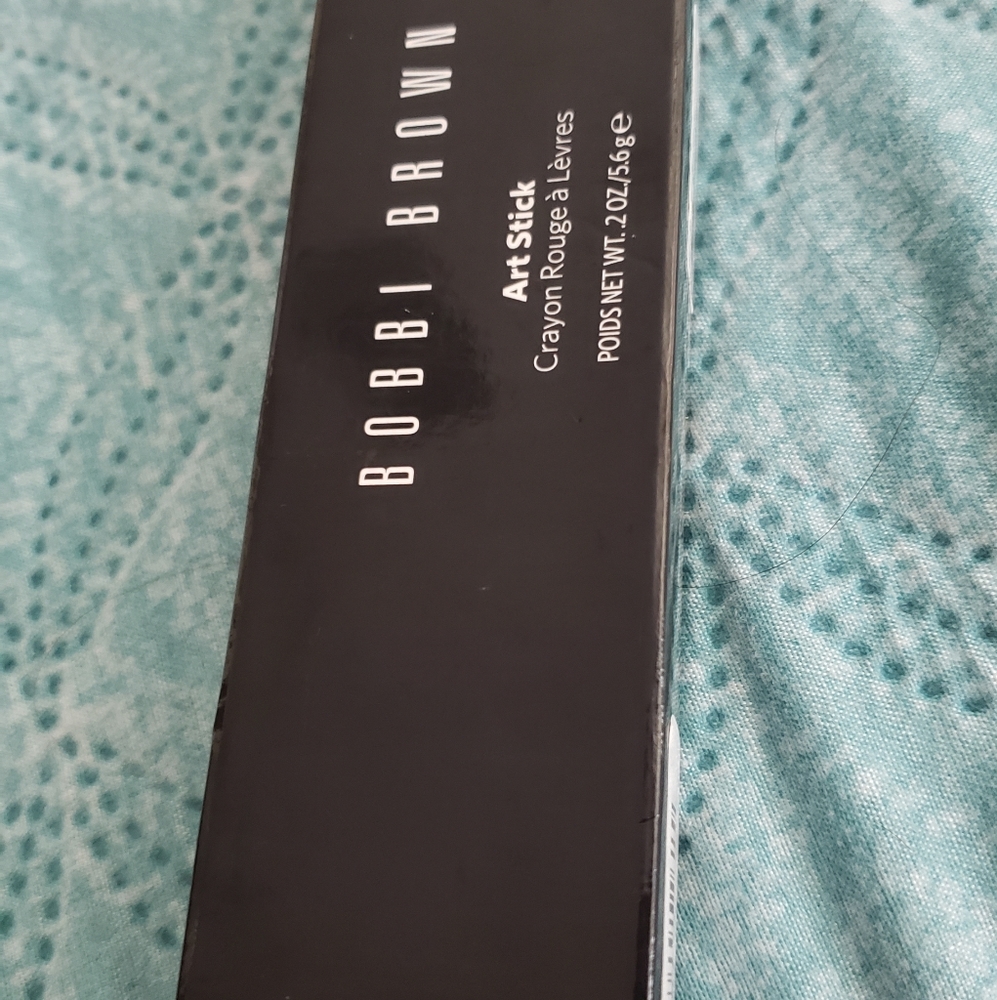 BOBBI BROWN
Art Stick
Crayon Rouge à Lèvres
POIDS NET WT. .2 OZ./5.6g℮